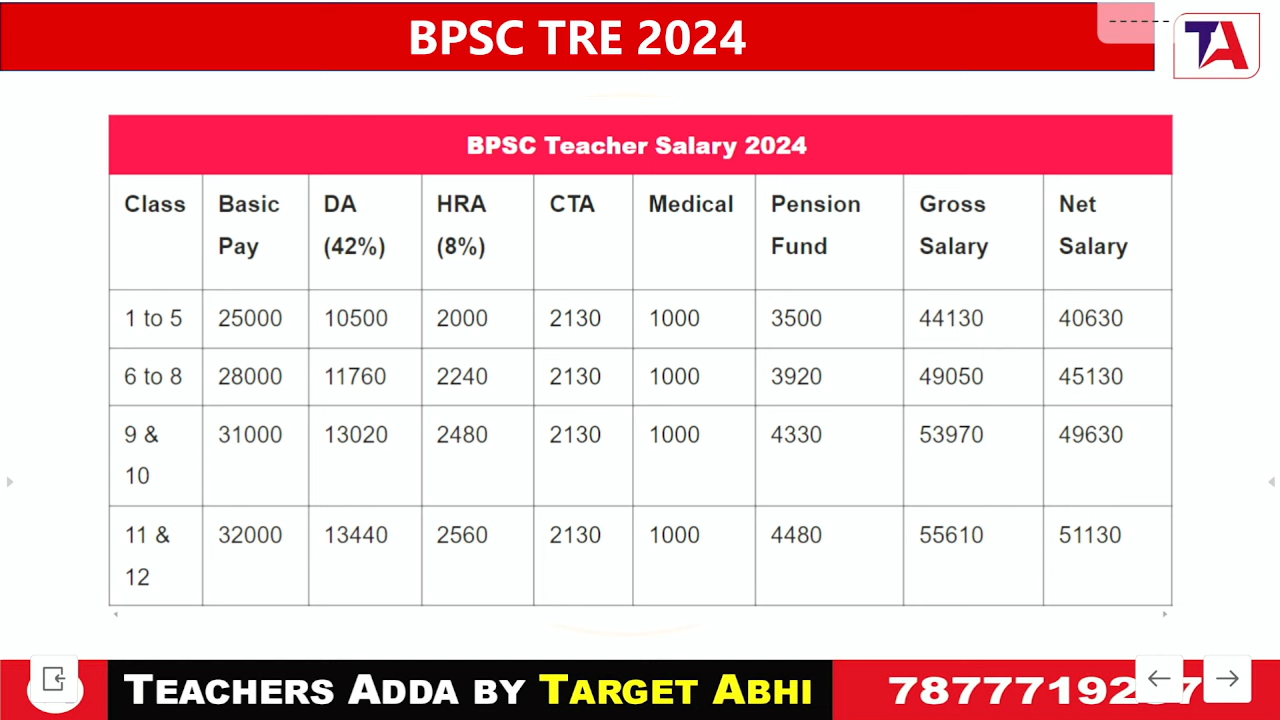 BPSC TRE 2024
TA
BPSC Teacher Salary 2024
Class Basic Pay DA (42%) HRA (8%) CTA Medical Pension Fund Gross Salary Net Salary
1 to 5 25000 10500 2000 2130 1000 3500 44130 40630
6 to 8 28000 11760 2240 2130 1000 3920 49050 45130
9 & 10 31000 13020 2480 2130 1000 4330 53970 49630
11 & 12 32000 13440 2560 2130 1000 4480 55610 51130
TEACHERS ADDA BY TARGET ABHI